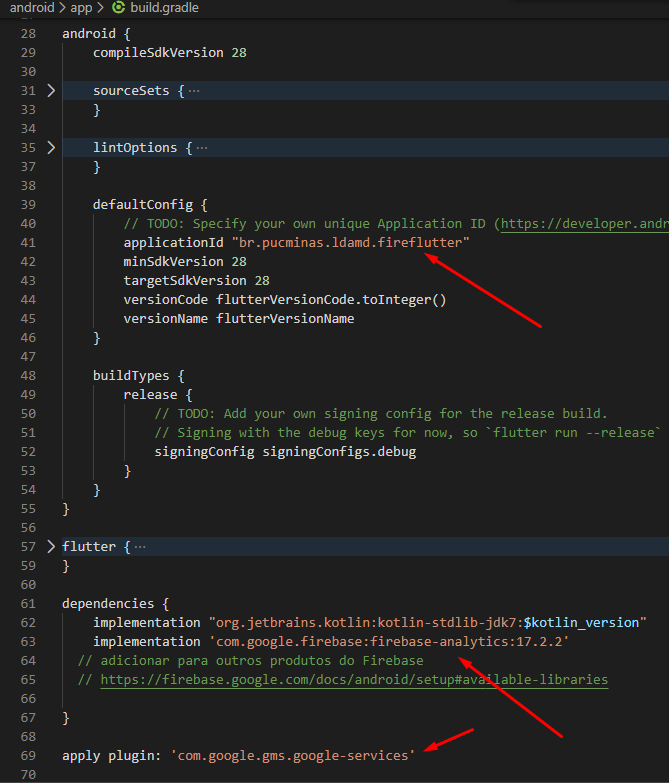 android > app > build.gradle
28 android {
29 compileSdkVersion 28
30
31 > sourceSets { ...
33 }
34
35 > lintOptions { ...
37 }
38
39 defaultConfig {
40 // TODO: Specify your own unique Application ID (https://developer.andr
41 applicationId "br.pucminas.ldamd.fireflutter"
42 minSdkVersion 28
43 targetSdkVersion 28
44 versionCode flutterVersionCode.toInteger()
45 versionName flutterVersionName
46 }
47
48 buildTypes {
49 release {
50 // TODO: Add your own signing config for the release build.
51 // Signing with the debug keys for now, so `flutter run --release`
52 signingConfig signingConfigs.debug
53 }
54 }
55 }
56
57 > flutter { ...
59 }
60
61 dependencies {
62 implementation "org.jetbrains.kotlin:kotlin-stdlib-jdk7:$kotlin_version"
63 implementation 'com.google.firebase:firebase-analytics:17.2.2'
64 // adicionar para outros produtos do Firebase
65 // https://firebase.google.com/docs/android/setup#available-libraries
66
67 }
68
69 apply plugin: 'com.google.gms.google-services'
70